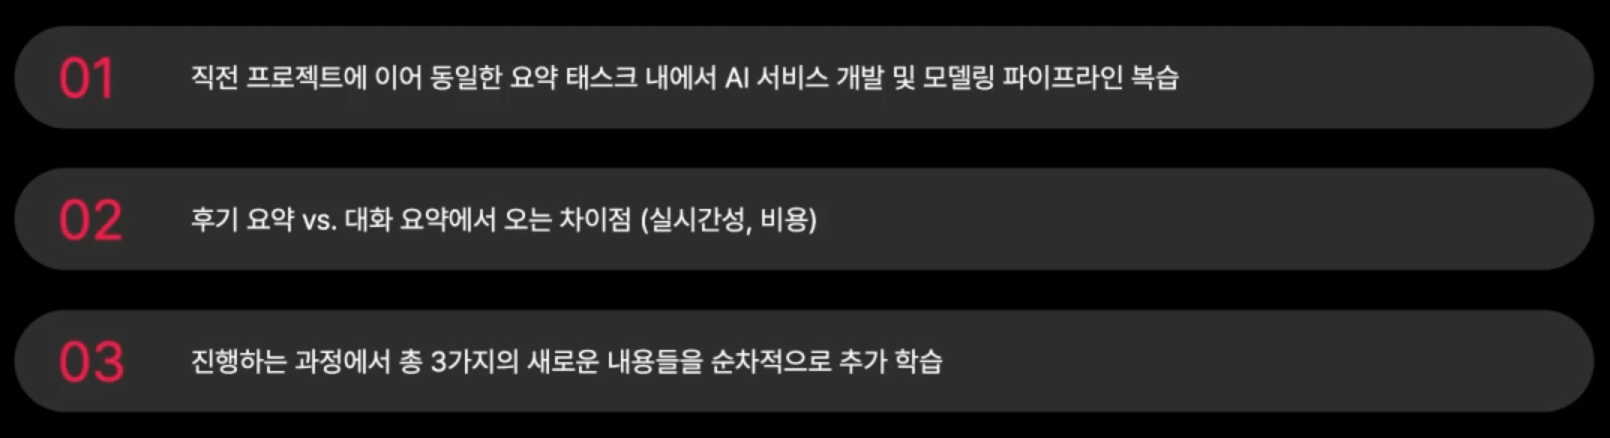 01 직전 프로젝트에 이어 동일한 요약 태스크 내에서 AI 서비스 개발 및 모델링 파이프라인 복습
02 후기 요약 vs. 대화 요약에서 오는 차이점 (실시간성, 비용)
03 진행하는 과정에서 총 3가지의 새로운 내용들을 순차적으로 추가 학습